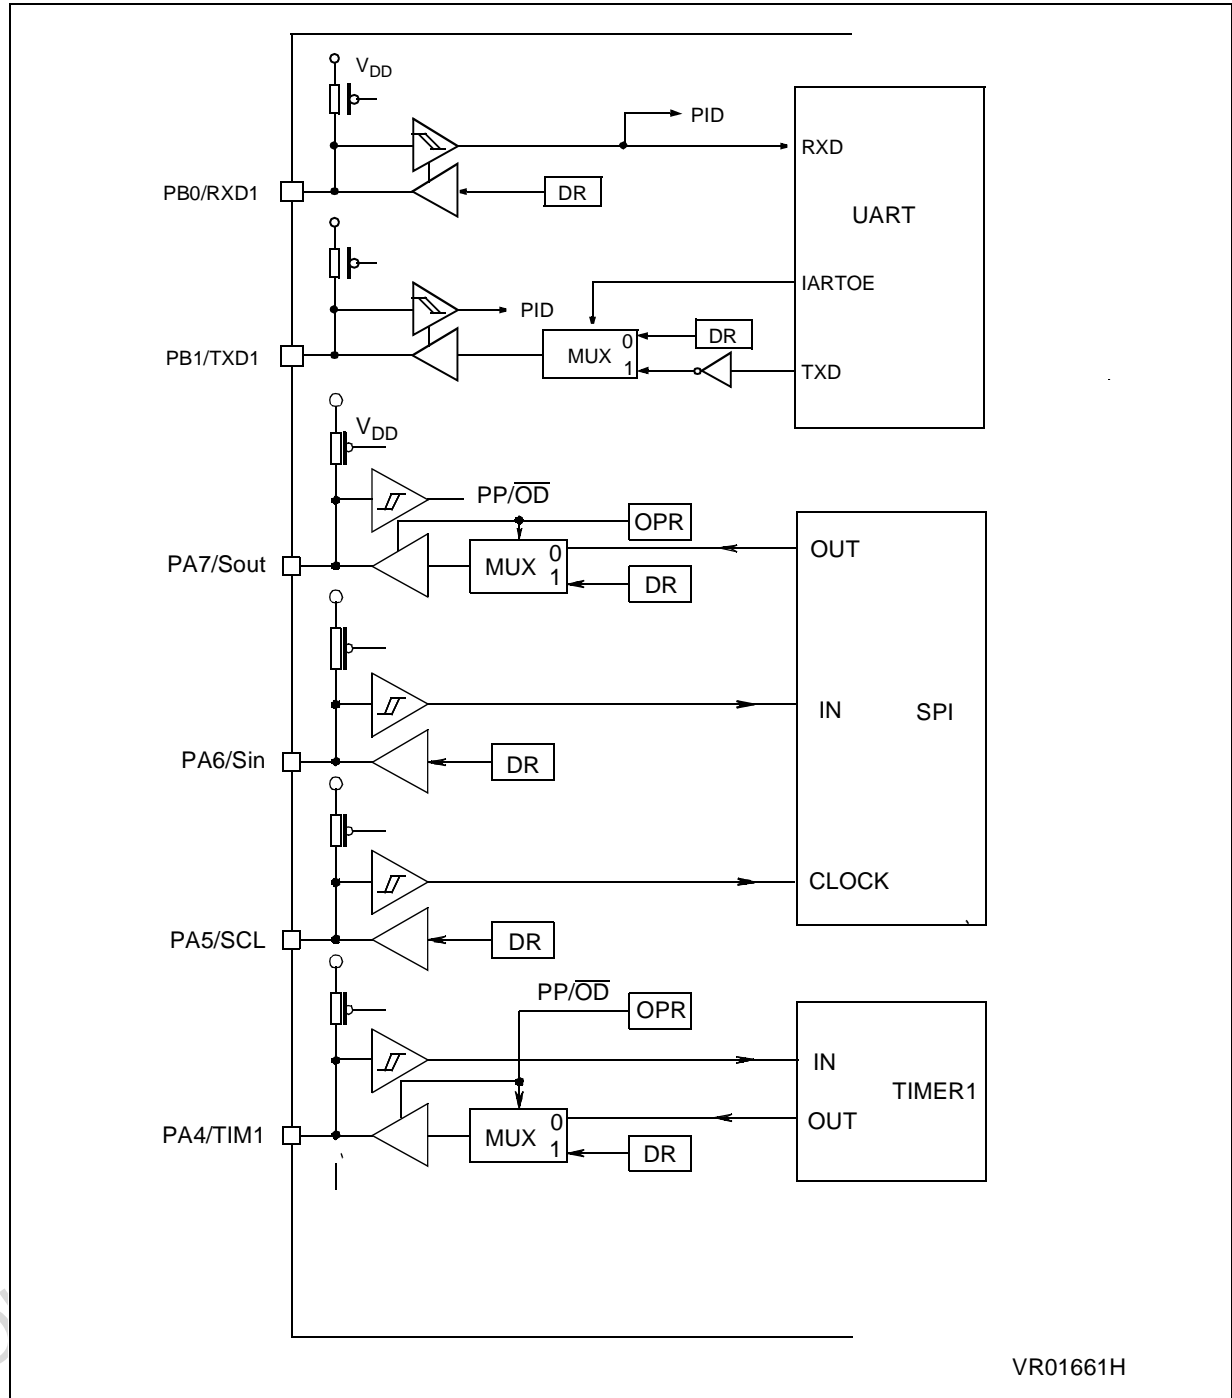 VDD
PID
RXD
PB0/RXD1
DR
UART
IARTOE
PID
DR
PB1/TXD1
MUX
0
1
TXD
VDD
PP/OD
OPR
OUT
PA7/Sout
MUX
0
1
DR
IN
SPI
PA6/Sin
DR
CLOCK
PA5/SCL
DR
PP/OD
OPR
IN
TIMER1
OUT
PA4/TIM1
MUX
0
1
DR
VR01661H